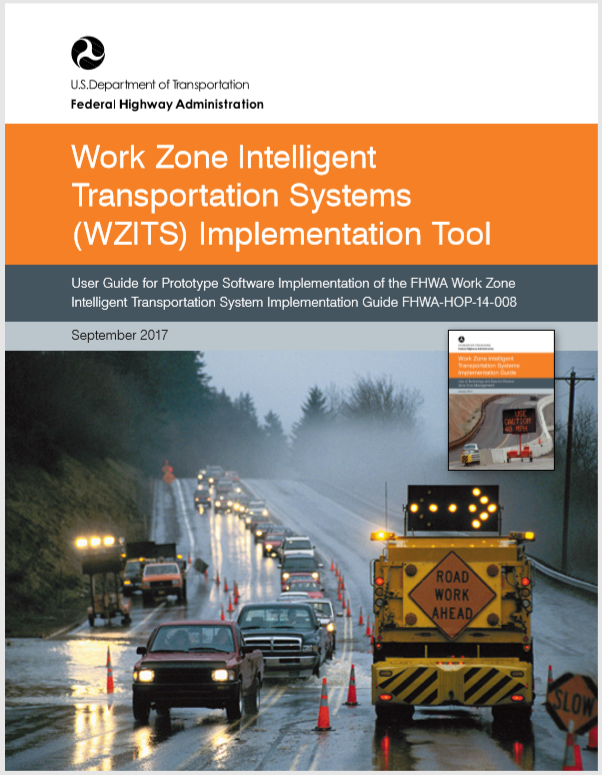 U.S.Department of Transportation
Federal Highway Administration
Work Zone Intelligent
Transportation Systems
(WZITS) Implementation Tool
User Guide for Prototype Software Implementation of the FHWA Work Zone
Intelligent Transportation System Implementation Guide FHWA-HOP-14-008
September 2017
Work Zone Intelligent
Transportation Systems
Implementation Guide
USE
CAUTION
40 MPH
ROAD
WORK
AHEAD
SLOW